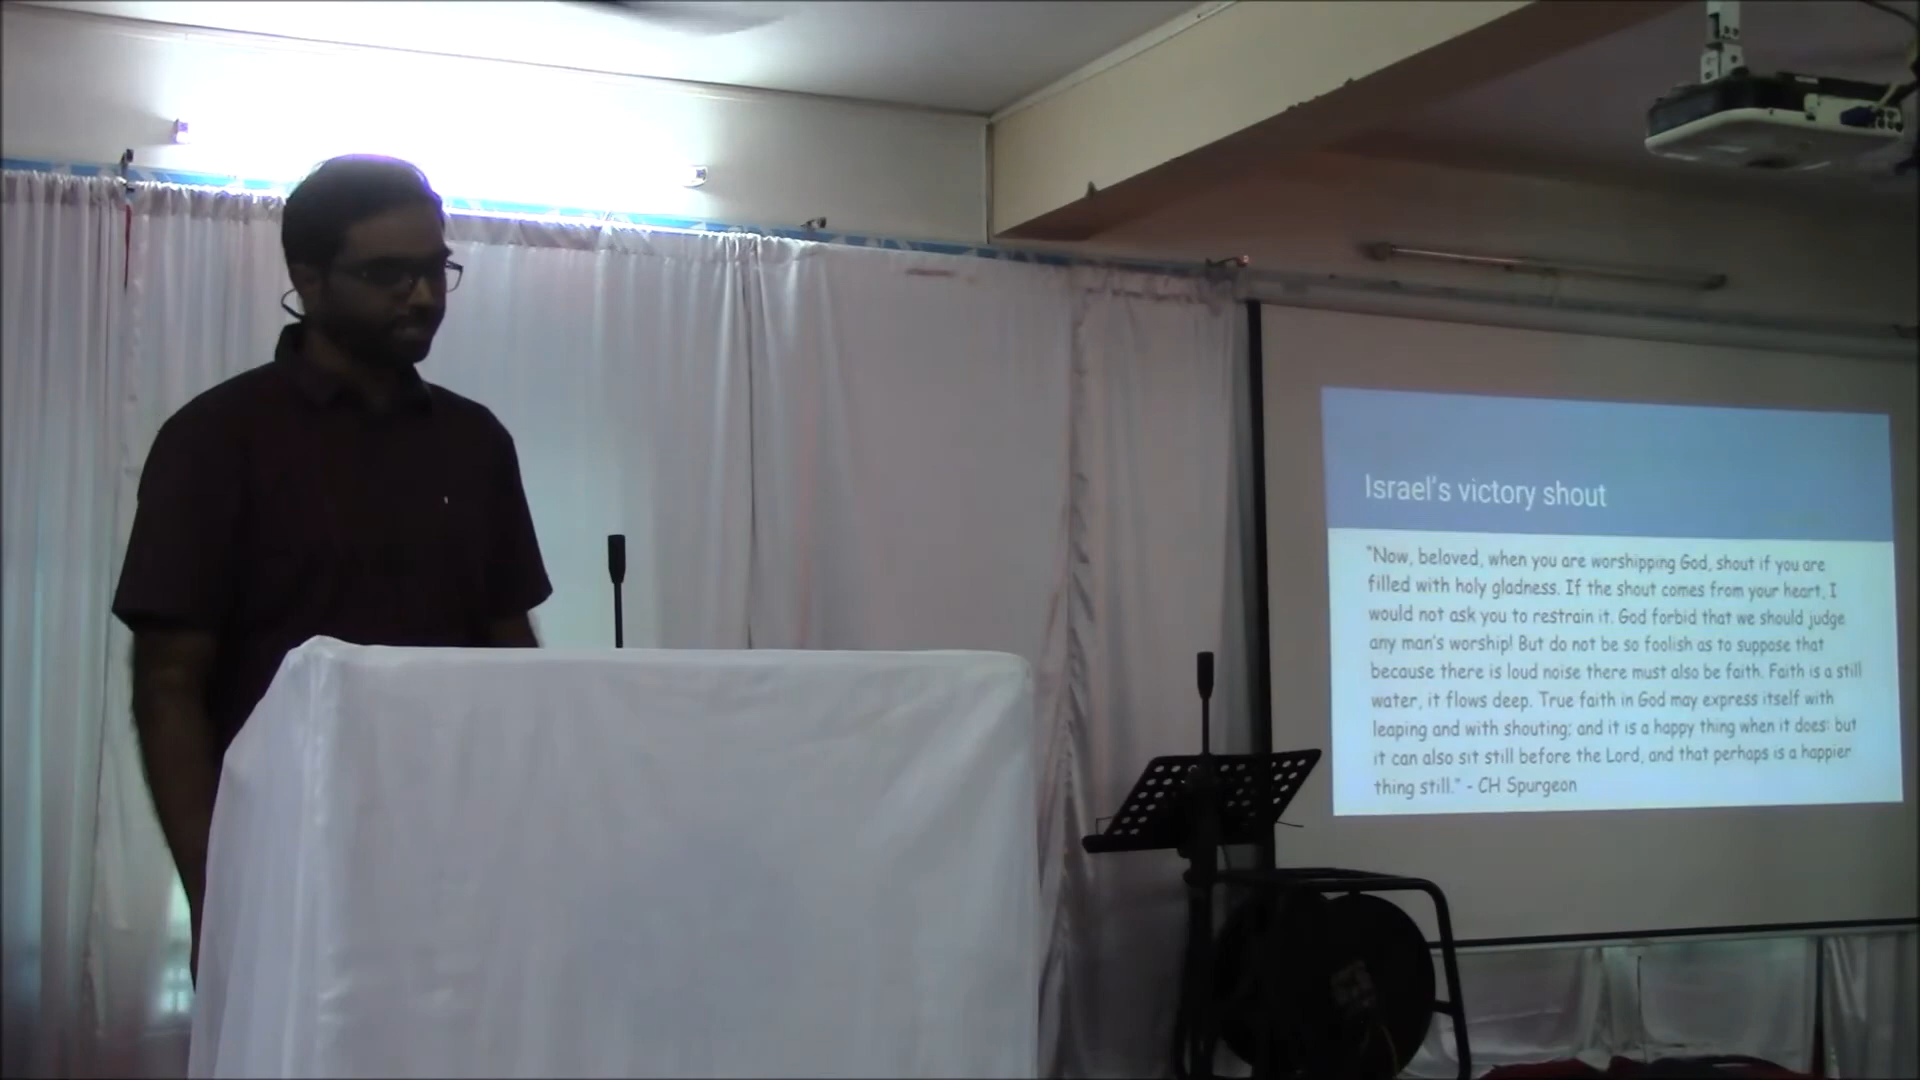 Israel's victory shout
"Now, beloved, when you are worshipping God, shout if you are
filled with holy gladness. If the shout comes from your heart, I
would not ask you to restrain it. God forbid that we should judge
any man's worship! But do not be so foolish as to suppose that
because there is loud noise there must also be faith. Faith is a still
water, it flows deep. True faith in God may express itself with
leaping and with shouting; and it is a happy thing when it does: but
it can also sit still before the Lord, and that perhaps is a happier
thing still." - CH Spurgeon